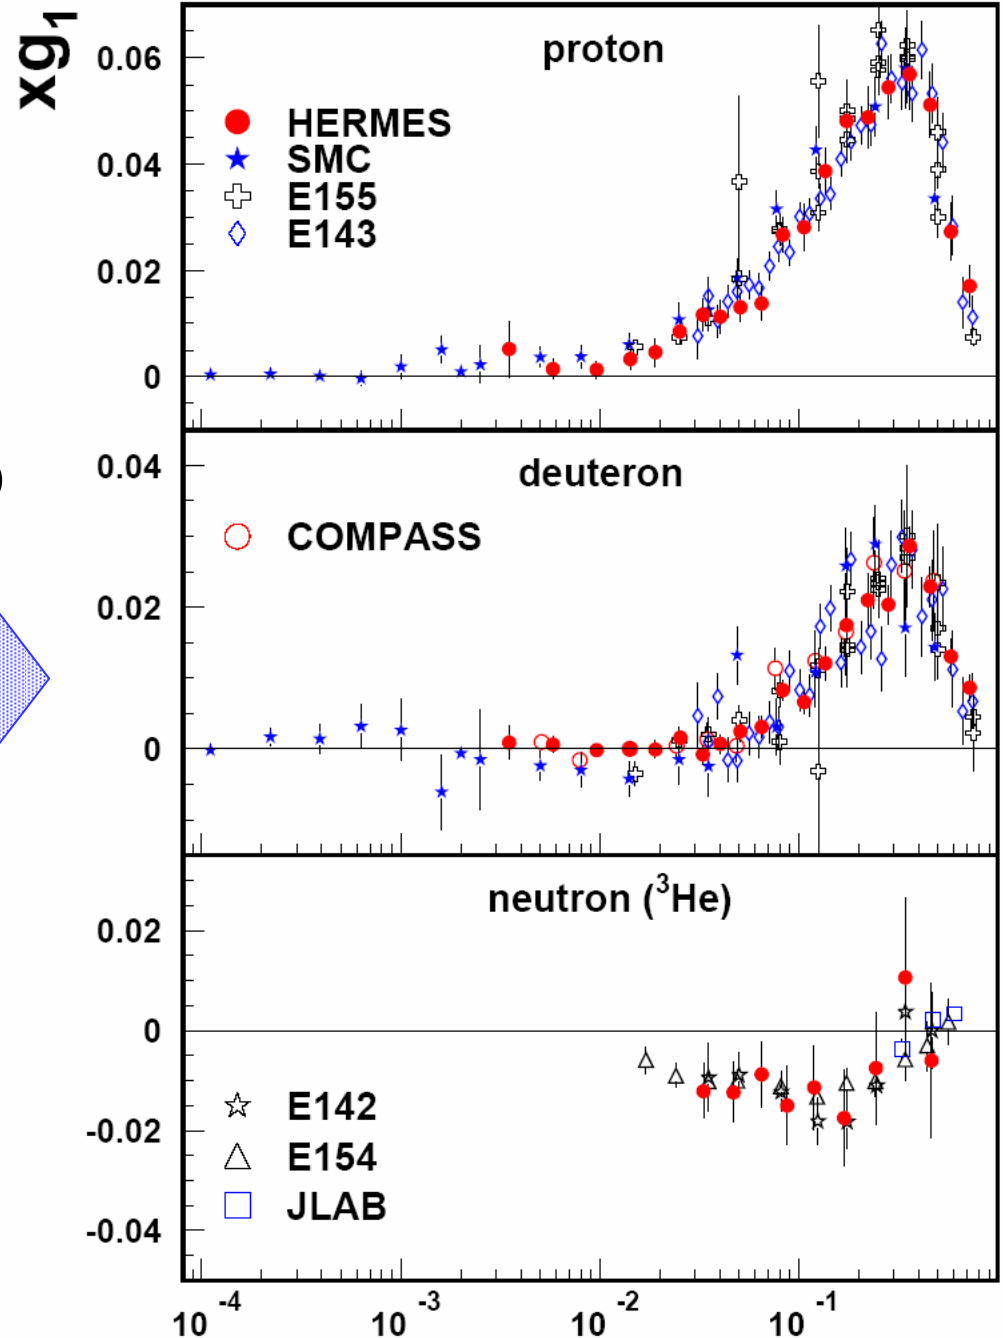 xg1
proton
0.06
HERMES
SMC
0.04
E155
E143
0.02
0
deuteron
0.04
COMPASS
0.02
0
)
neutron (³He)
0.02
0
E142
-0.02
E154
JLAB
-0.04
10⁻⁴ 10⁻³ 10⁻² 10⁻¹